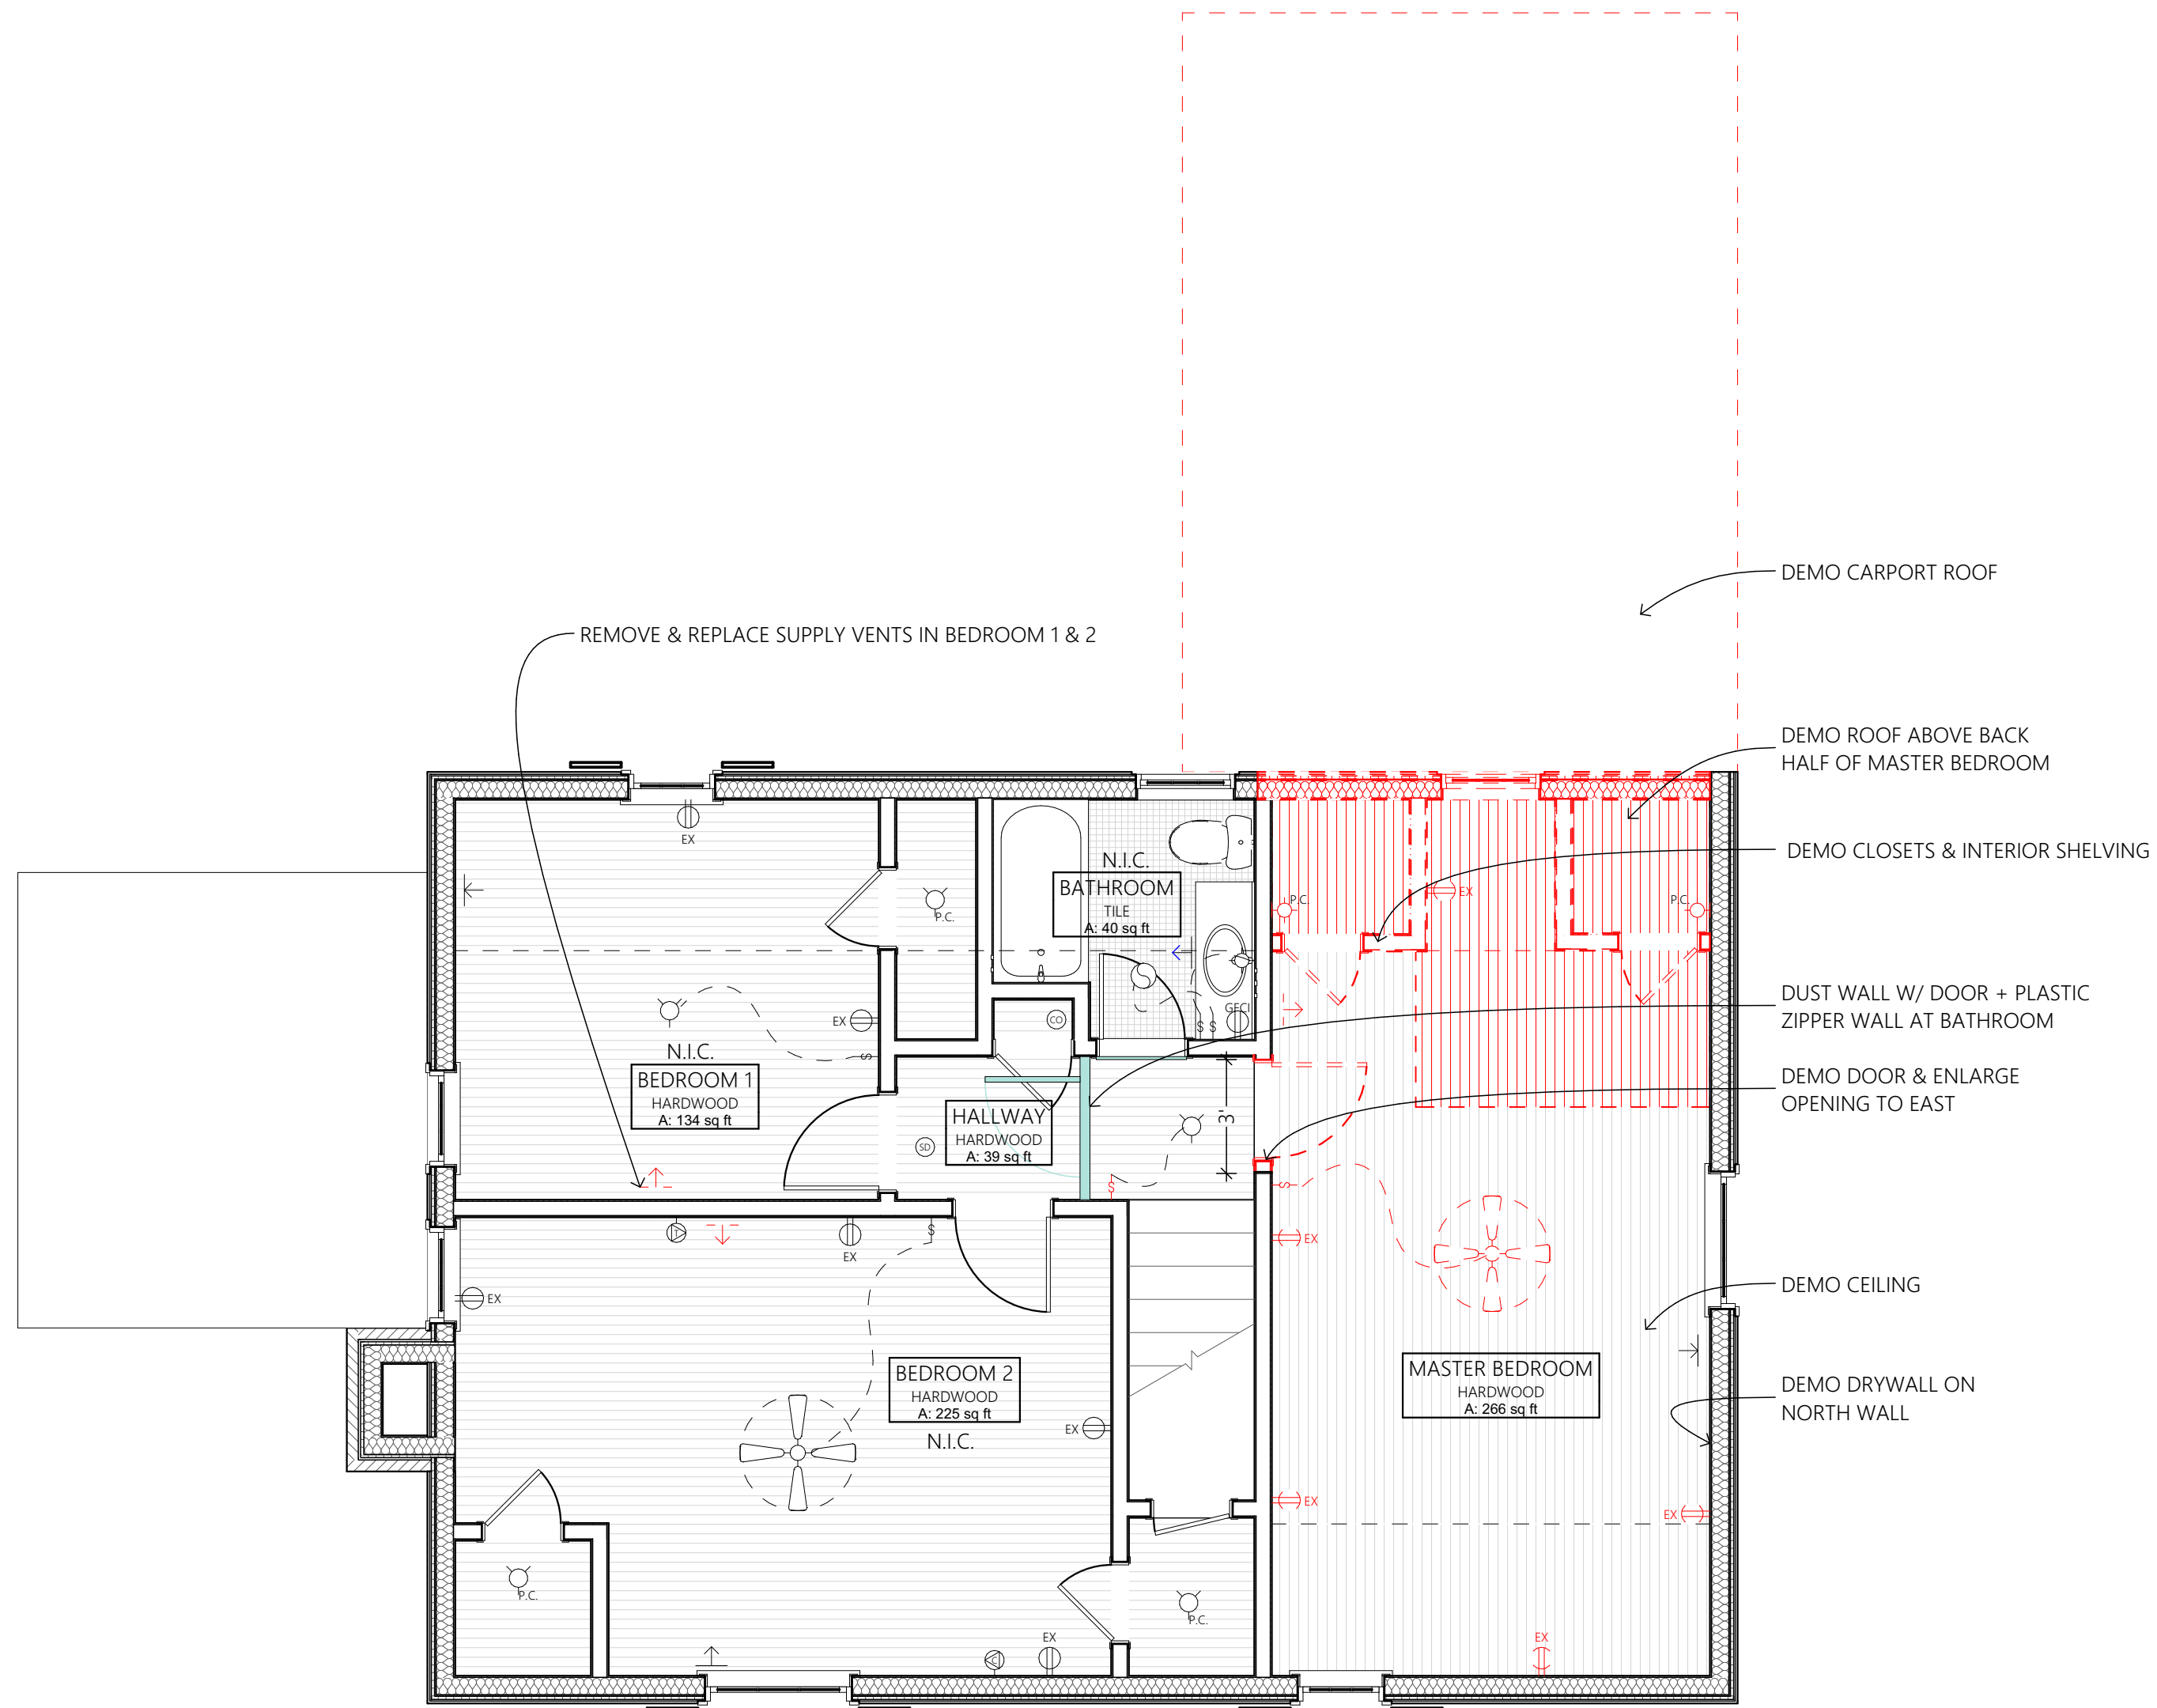 DEMO CARPORT ROOF
REMOVE & REPLACE SUPPLY VENTS IN BEDROOM 1 & 2
DEMO ROOF ABOVE BACK
HALF OF MASTER BEDROOM
DEMO CLOSETS & INTERIOR SHELVING
DUST WALL W/ DOOR + PLASTIC
ZIPPER WALL AT BATHROOM
DEMO DOOR & ENLARGE
OPENING TO EAST
DEMO CEILING
DEMO DRYWALL ON
NORTH WALL
EX
N.I.C.
BATHROOM
TILE
A: 40 sq ft
P.C.
P.C.
EX
P.C.
GFCI
$ $
CO
EX
$
N.I.C.
BEDROOM 1
HARDWOOD
A: 134 sq ft
HALLWAY
HARDWOOD
A: 39 sq ft
SD
3'
$
$
EX
$
EX
EX
BEDROOM 2
HARDWOOD
A: 225 sq ft
N.I.C.
EX
MASTER BEDROOM
HARDWOOD
A: 266 sq ft
EX
EX
P.C.
P.C.
EX
EX